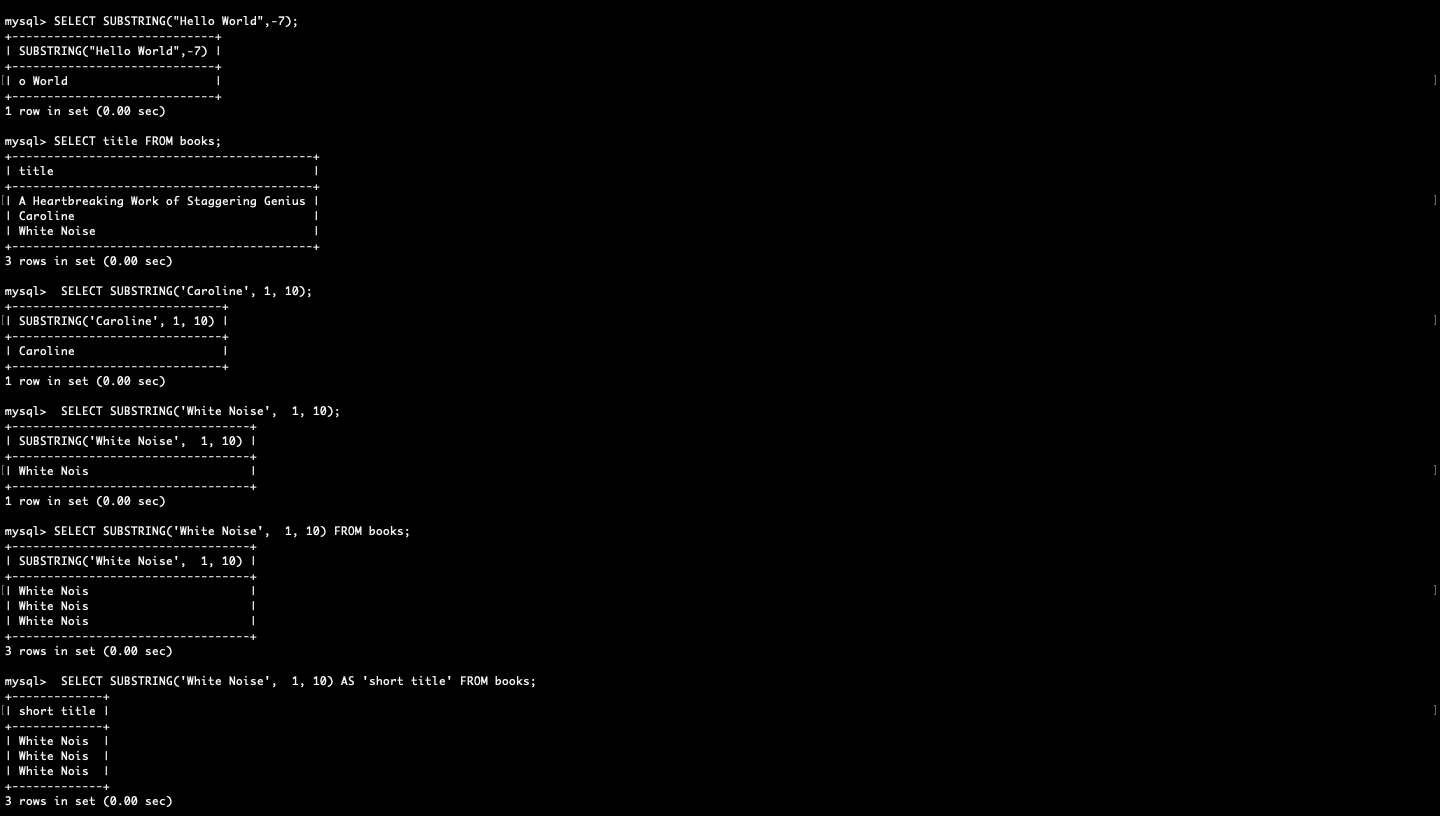 mysql> SELECT SUBSTRING("Hello World",-7);
+-----------------------------+
| SUBSTRING("Hello World",-7) |
+-----------------------------+
[| o World                     | ]
+-----------------------------+
1 row in set (0.00 sec)

mysql> SELECT title FROM books;
+-------------------------------------------+
| title                                     |
+-------------------------------------------+
[| A Heartbreaking Work of Staggering Genius | ]
| Caroline                                  |
| White Noise                               |
+-------------------------------------------+
3 rows in set (0.00 sec)

mysql>  SELECT SUBSTRING('Caroline', 1, 10);
+------------------------------+
[| SUBSTRING('Caroline', 1, 10) | ]
+------------------------------+
| Caroline                     |
+------------------------------+
1 row in set (0.00 sec)

mysql>  SELECT SUBSTRING('White Noise',  1, 10);
+----------------------------------+
| SUBSTRING('White Noise',  1, 10) |
+----------------------------------+
[| White Nois                       | ]
+----------------------------------+
1 row in set (0.00 sec)

mysql> SELECT SUBSTRING('White Noise',  1, 10) FROM books;
+----------------------------------+
| SUBSTRING('White Noise',  1, 10) |
+----------------------------------+
[| White Nois                       | ]
| White Nois                       |
| White Nois                       |
+----------------------------------+
3 rows in set (0.00 sec)

mysql>  SELECT SUBSTRING('White Noise',  1, 10) AS 'short title' FROM books;
+-------------+
[| short title | ]
+-------------+
| White Nois  |
| White Nois  |
| White Nois  |
+-------------+
3 rows in set (0.00 sec)